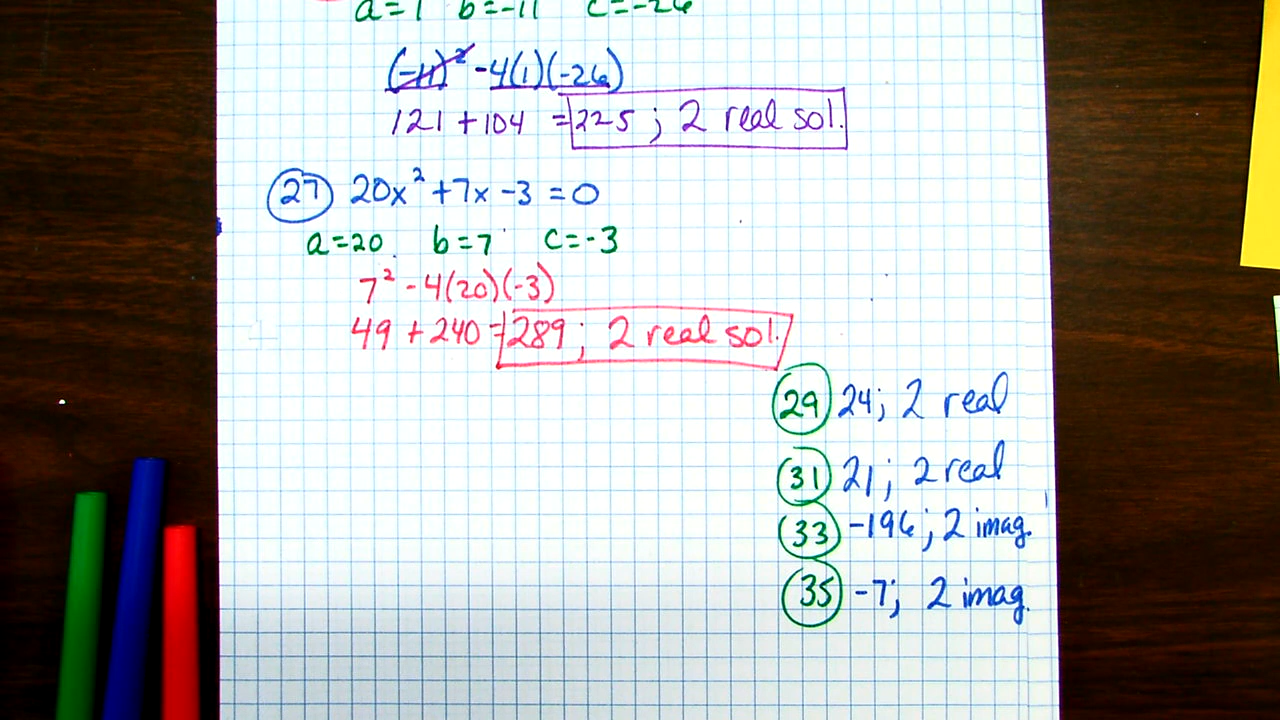 a=1 b=-11 c=-26
(-11)² -4(1)(-26)
121 +104 =225 ; 2 real sol.
27 20x² +7x -3 =0
a=20 b=7 c=-3
7² -4(20)(-3)
49 +240 =289 ; 2 real sol.
29 24; 2 real
31 21; 2 real
33 -196; 2 imag.
35 -7; 2 imag.